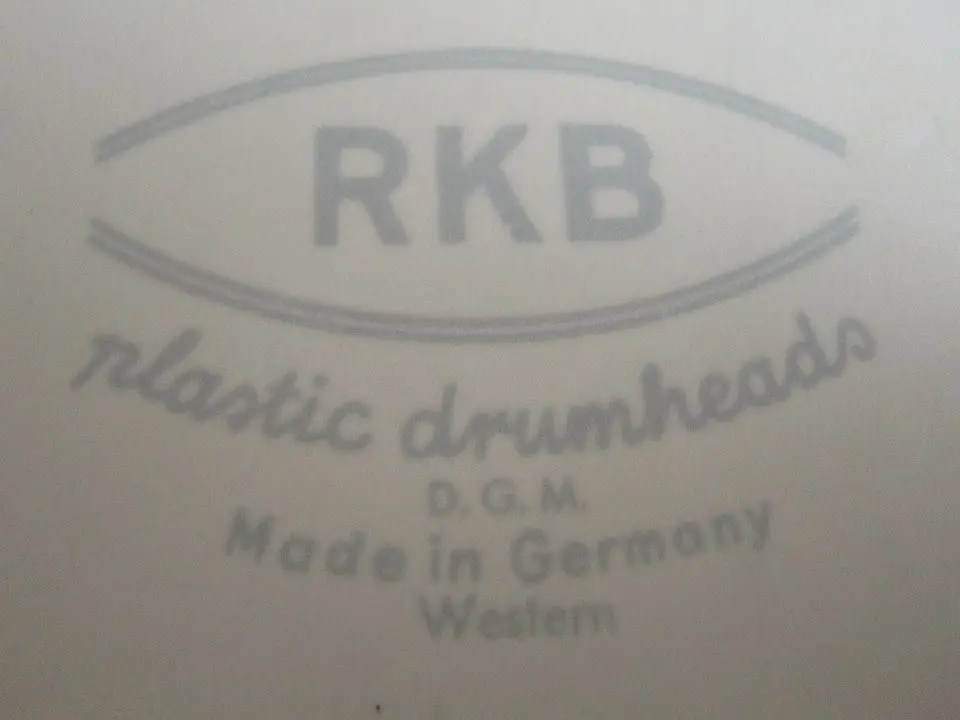 RKB
plastic drumheads
D.G.M.
Made in Germany
Western